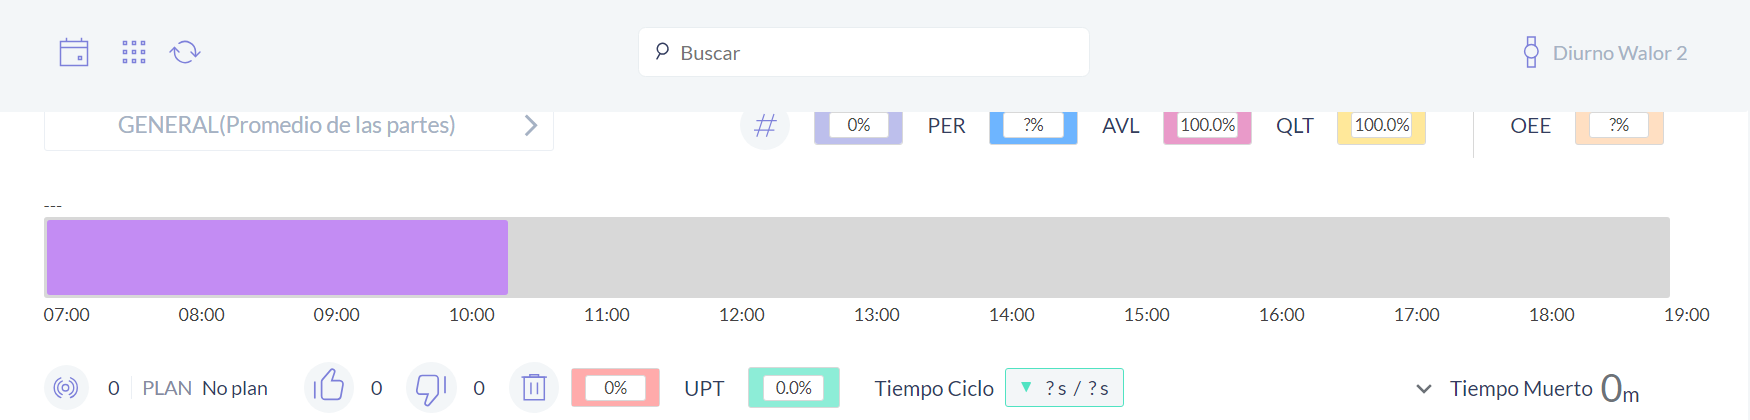 Buscar
Diurno Walor 2
GENERAL(Promedio de las partes)
# 0% PER ?% AVL 100.0% QLT 100.0% OEE ?%
---
07:00 08:00 09:00 10:00 11:00 12:00 13:00 14:00 15:00 16:00 17:00 18:00 19:00
0 PLAN No plan 0 0 0% UPT 0.0% Tiempo Ciclo ? s / ? s Tiempo Muerto 0m